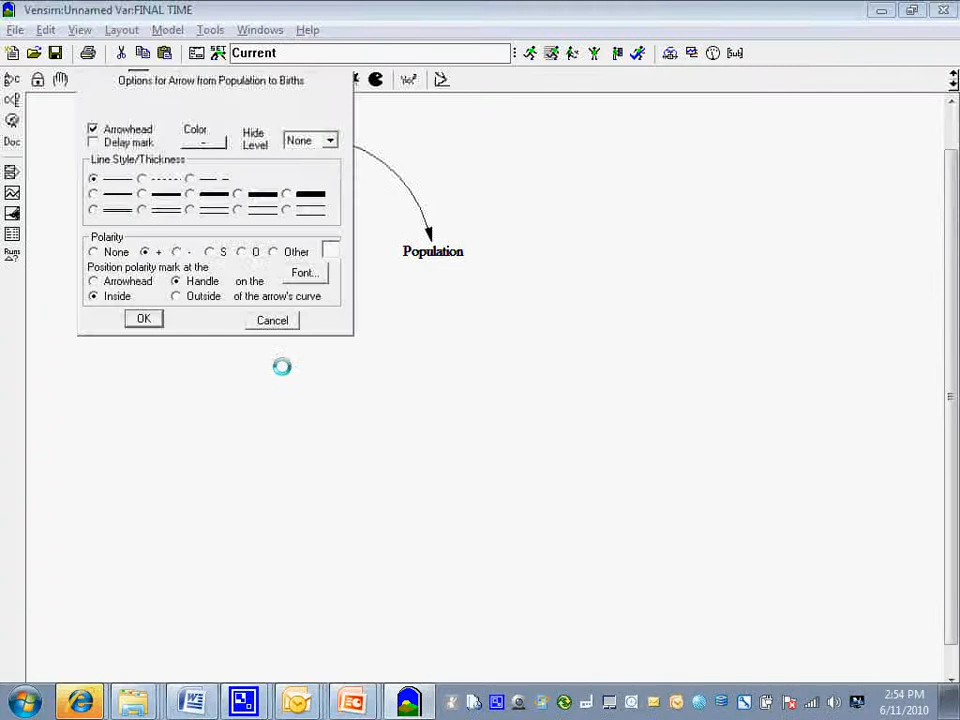 Vensim:Unnamed Var:FINAL TIME
File Edit View Layout Model Tools Windows Help
SET Current
Options for Arrow from Population to Births
Arrowhead Color Hide Level None
Delay mark -
Doc
Line Style/Thickness
Polarity
None + - S O Other
Position polarity mark at the Font...
Arrowhead Handle on the
Inside Outside of the arrow's curve
OK Cancel
Population
2:54 PM
6/11/2010